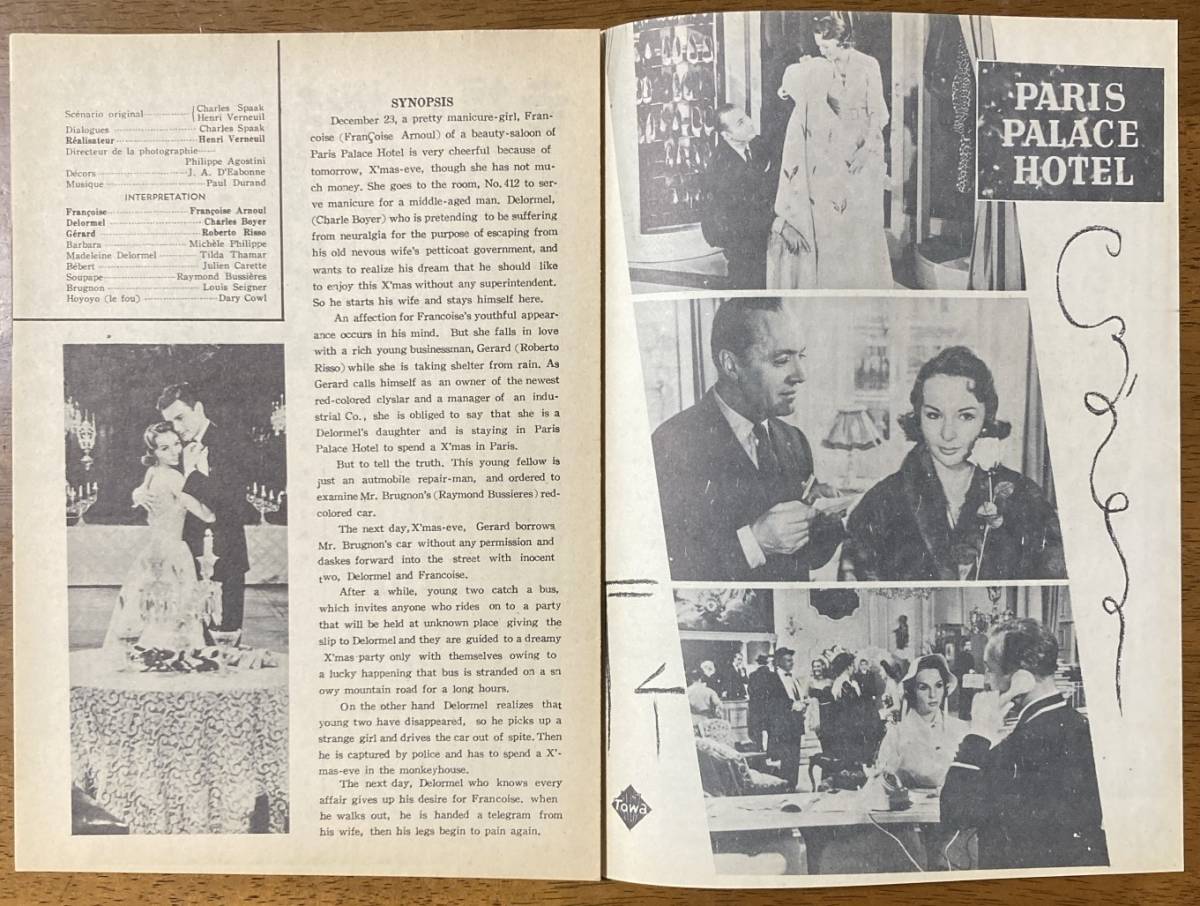 Scénario original Charles Spaak
Henri Verneuil
Dialogues Charles Spaak
Réalisateur Henri Verneuil
Directeur de la photographie
Philippe Agostini
Décors J. A. D'Eabonne
Musique Paul Durand
INTERPRETATION
Françoise Françoise Arnoul
Delormel Charles Boyer
Gérard Roberto Risso
Barbara Michèle Philippe
Madeleine Delormel Tilda Thamar
Bébert Julien Carette
Soupape Raymond Bussières
Brugnon Louis Seigner
Hoyoyo (le fou) Dary Cowl
SYNOPSIS
December 23, a pretty manicure-girl, Fran-
coise (FranÇoise Arnoul) of a beauty-saloon of
Paris Palace Hotel is very cheerful because of
tomorrow, X'mas-eve, though she has not mu-
ch money. She goes to the room, No. 412 to ser-
ve manicure for a middle-aged man. Delormel,
(Charle Boyer) who is pretending to be suffering
from neuralgia for the purpose of escaping from
his old nevous wife's petticoat government, and
wants to realize his dream that he should like
to enjoy this X'mas without any superintendent.
So he starts his wife and stays himself here.
An affection for Francoise's youthful appear-
ance occurs in his mind. But she falls in love
with a rich young businessman, Gerard (Roberto
Risso) while she is taking shelter from rain. As
Gerard calls himself as an owner of the newest
red-colored clyslar and a manager of an indu-
strial Co., she is obliged to say that she is a
Delormel's daughter and is staying in Paris
Palace Hotel to spend a X'mas in Paris.
But to tell the truth. This young fellow is
just an autmobile repair-man, and ordered to
examine Mr. Brugnon's (Raymond Bussieres) red-
colored car.
The next day, X'mas-eve, Gerard borrows
Mr. Brugnon's car without any permission and
daskes forward into the street with inocent
two, Delormel and Francoise.
After a while, young two catch a bus,
which invites anyone who rides on to a party
that will be held at unknown place giving the
slip to Delormel and they are guided to a dreamy
X'mas party only with themselves owing to
a lucky happening that bus is stranded on a sn
owy mountain road for a long hours.
On the other hand Delormel realizes that
young two have disappeared, so he picks up a
strange girl and drives the car out of spite. Then
he is captured by police and has to spend a X'-
mas-eve in the monkeyhouse.
The next day, Delormel who knows every
affair gives up his desire for Francoise. when
he walks out, he is handed a telegram from
his wife, then his legs begin to pain again.
PARIS
PALACE
HOTEL
Towa